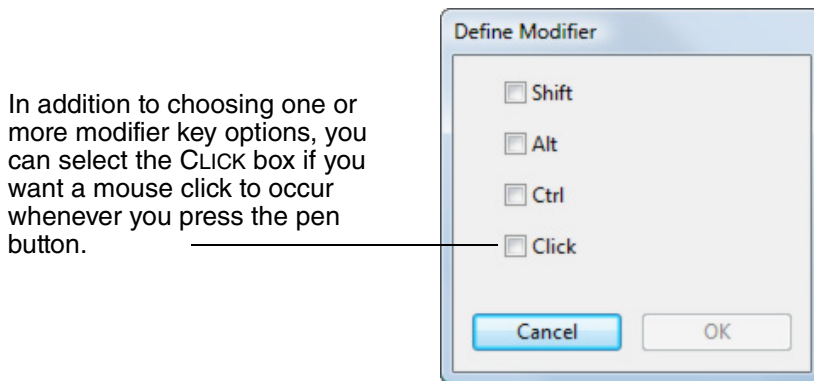 Define Modifier
In addition to choosing one or
more modifier key options, you
can select the CLICK box if you
want a mouse click to occur
whenever you press the pen
button.
Shift
Alt
Ctrl
Click
Cancel
OK